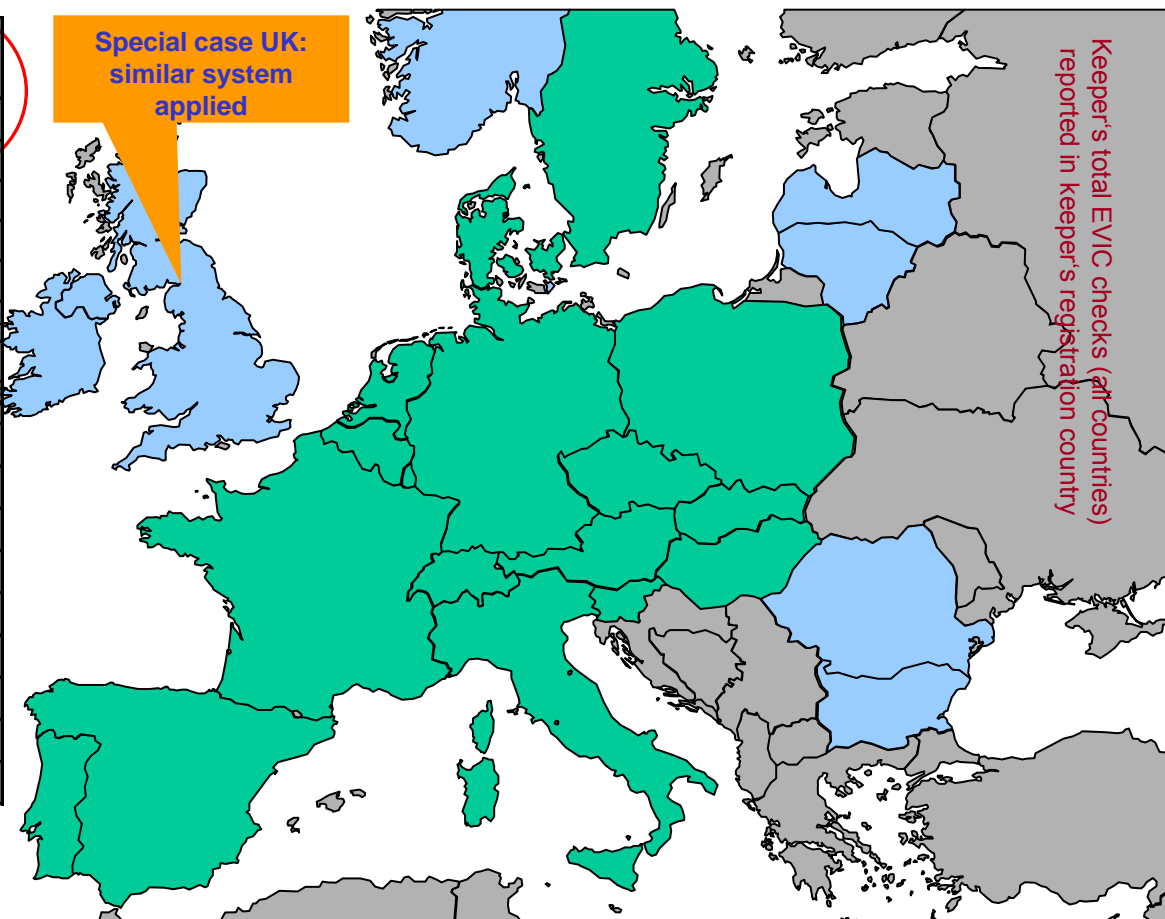 Special case UK:
similar system
applied
Keeper's total EVIC checks (all countries)
reported in keeper's registration country